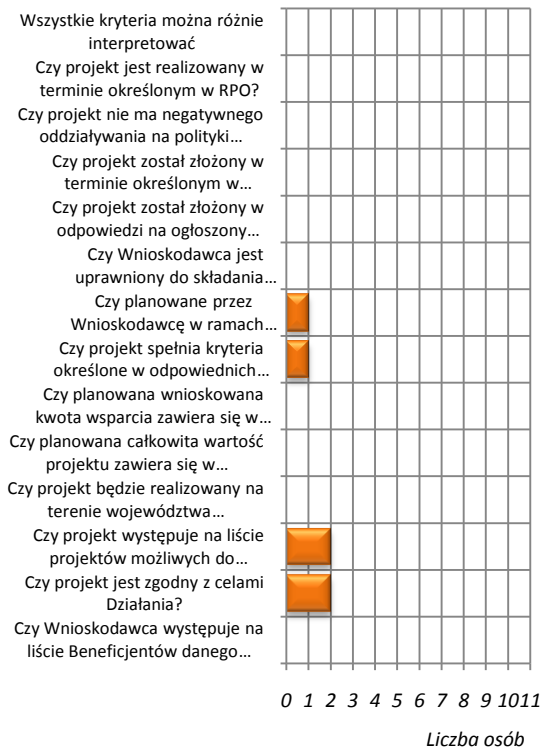 Wszystkie kryteria można różnie
interpretować
Czy projekt jest realizowany w
terminie określonym w RPO?
Czy projekt nie ma negatywnego
oddziaływania na polityki…
Czy projekt został złożony w
terminie określonym w…
Czy projekt został złożony w
odpowiedzi na ogłoszony…
Czy Wnioskodawca jest
uprawniony do składania…
Czy planowane przez
Wnioskodawcę w ramach…
Czy projekt spełnia kryteria
określone w odpowiednich…
Czy planowana wnioskowana
kwota wsparcia zawiera się w…
Czy planowana całkowita wartość
projektu zawiera się w…
Czy projekt będzie realizowany na
terenie województwa…
Czy projekt występuje na liście
projektów możliwych do…
Czy projekt jest zgodny z celami
Działania?
Czy Wnioskodawca występuje na
liście Beneficjentów danego…
0 1 2 3 4 5 6 7 8 9 10 11
Liczba osób